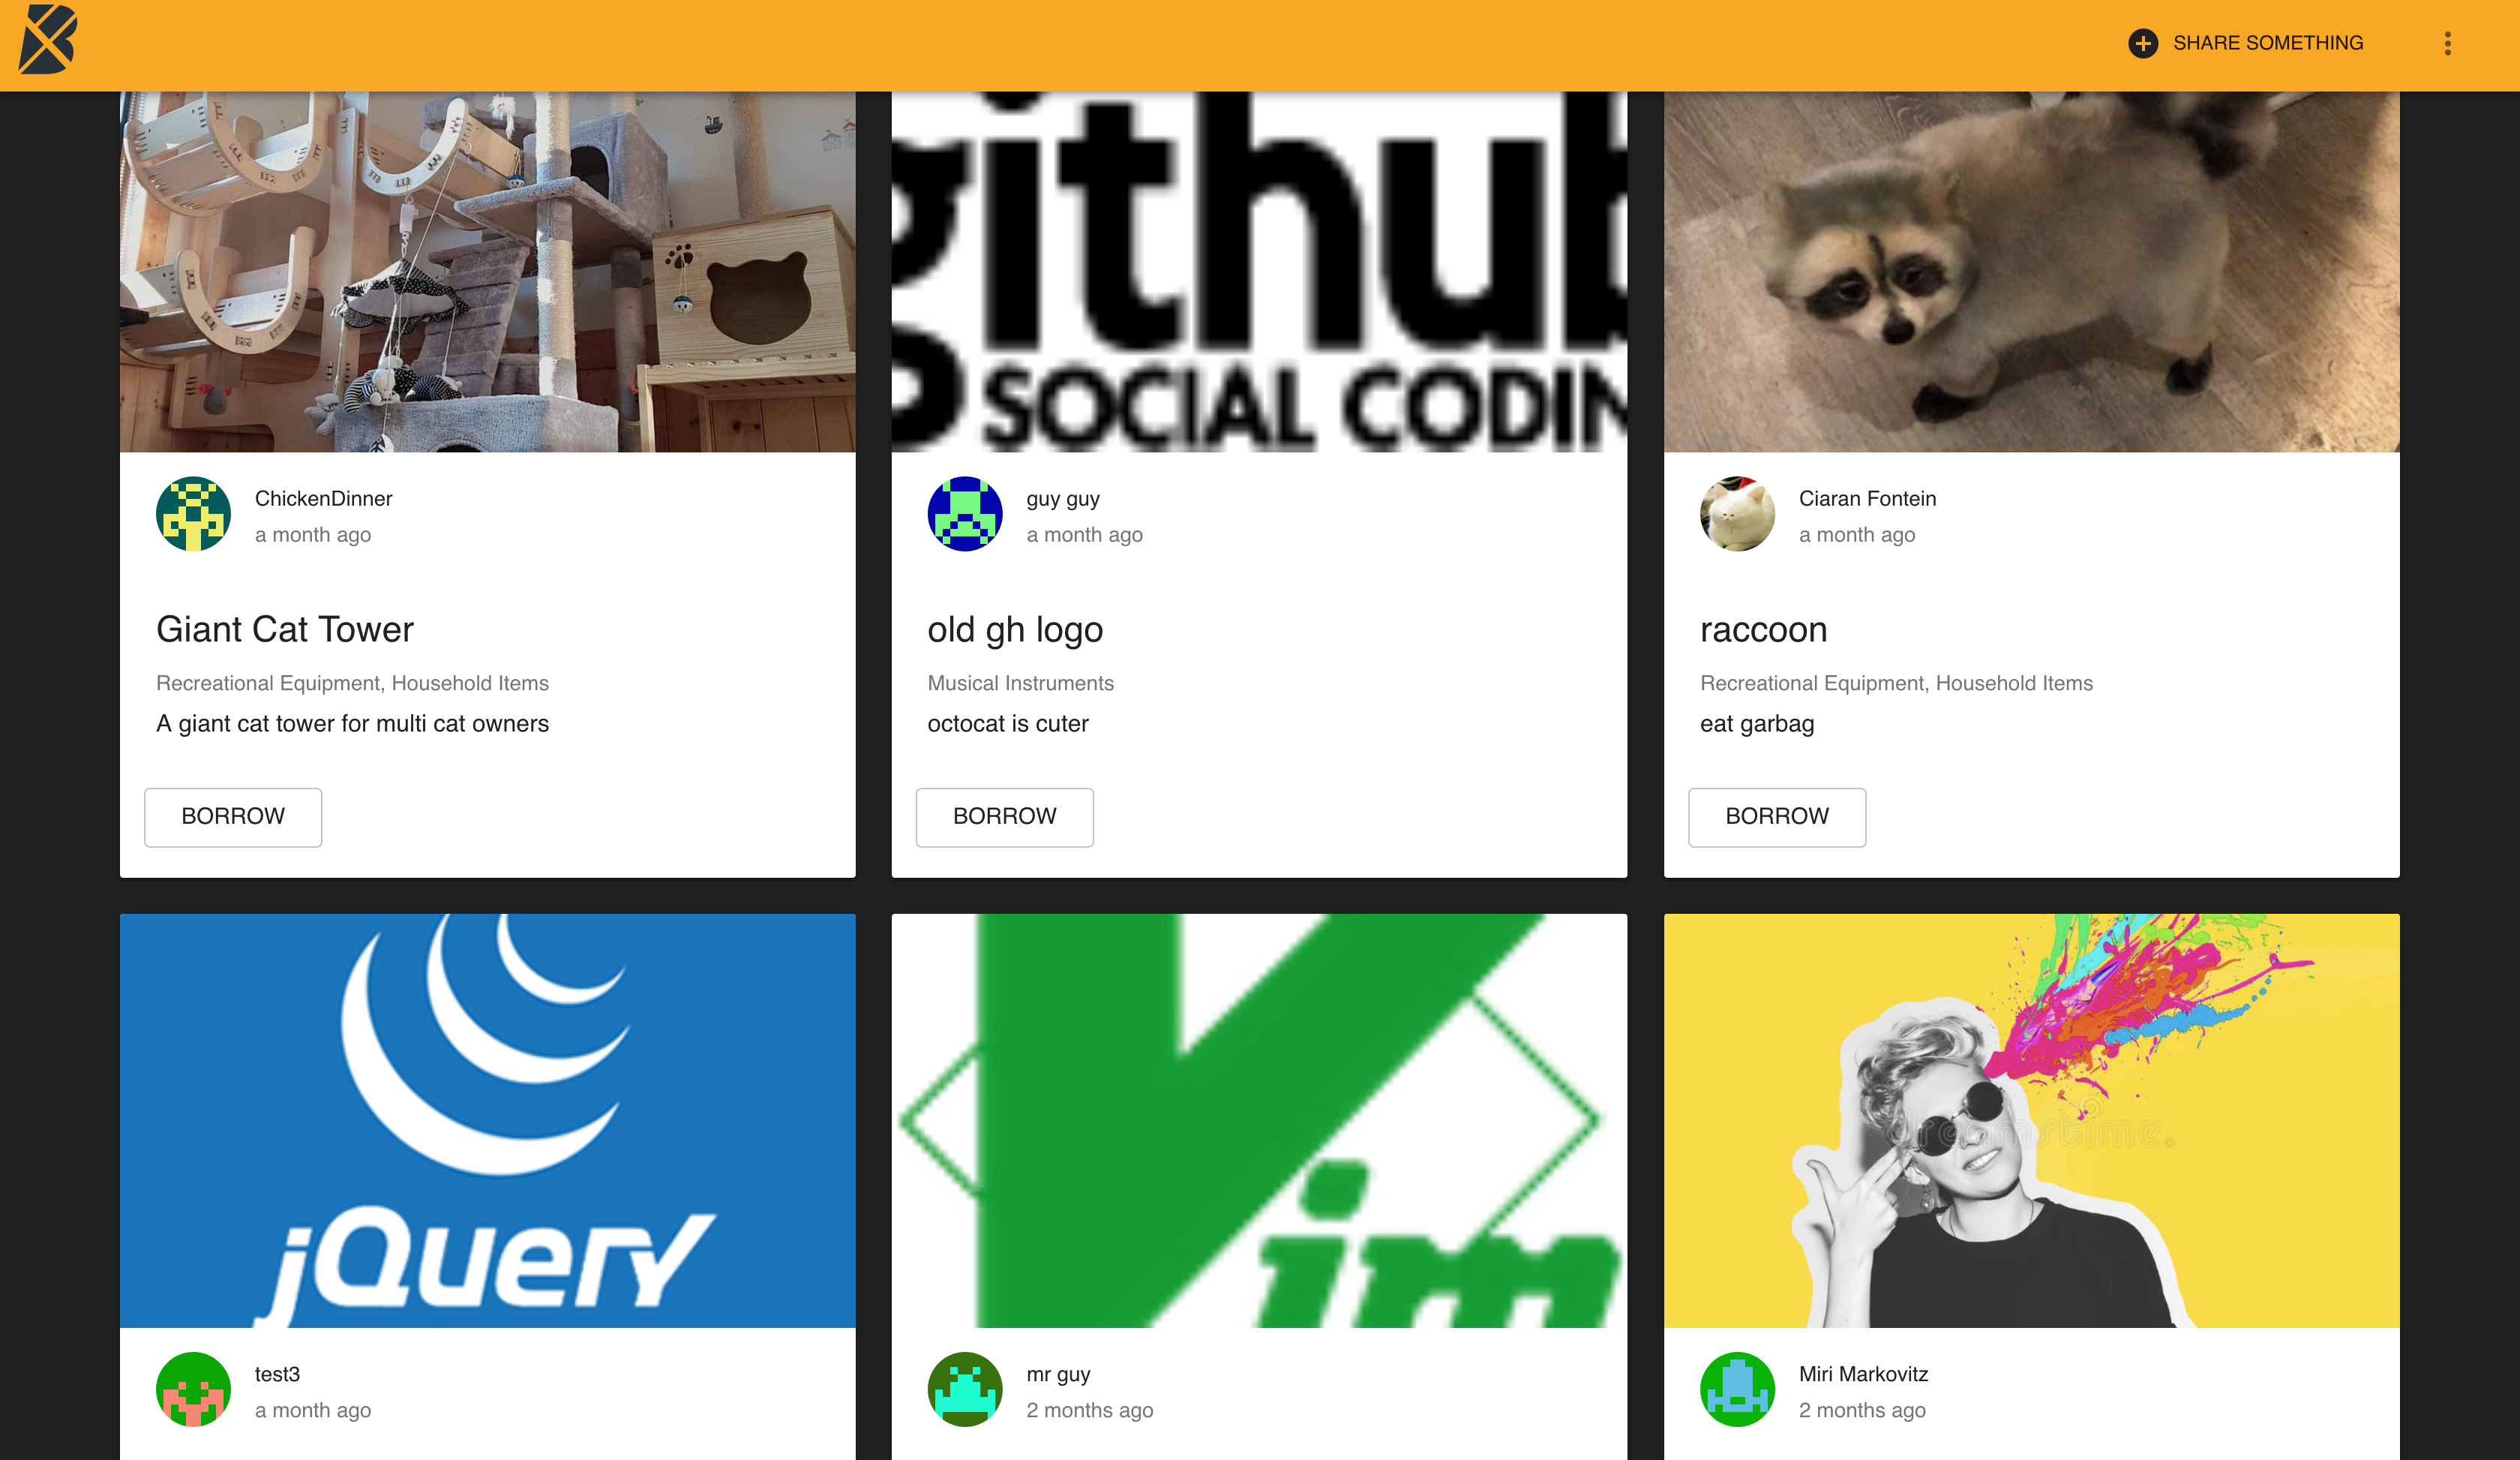 SHARE SOMETHING
github
SOCIAL CODIN
ChickenDinner
a month ago
guy guy
a month ago
Ciaran Fontein
a month ago
Giant Cat Tower
Recreational Equipment, Household Items
A giant cat tower for multi cat owners
BORROW
old gh logo
Musical Instruments
octocat is cuter
BORROW
raccoon
Recreational Equipment, Household Items
eat garbag
BORROW
jQuery
Vim
dreamstime.
test3
a month ago
mr guy
2 months ago
Miri Markovitz
2 months ago